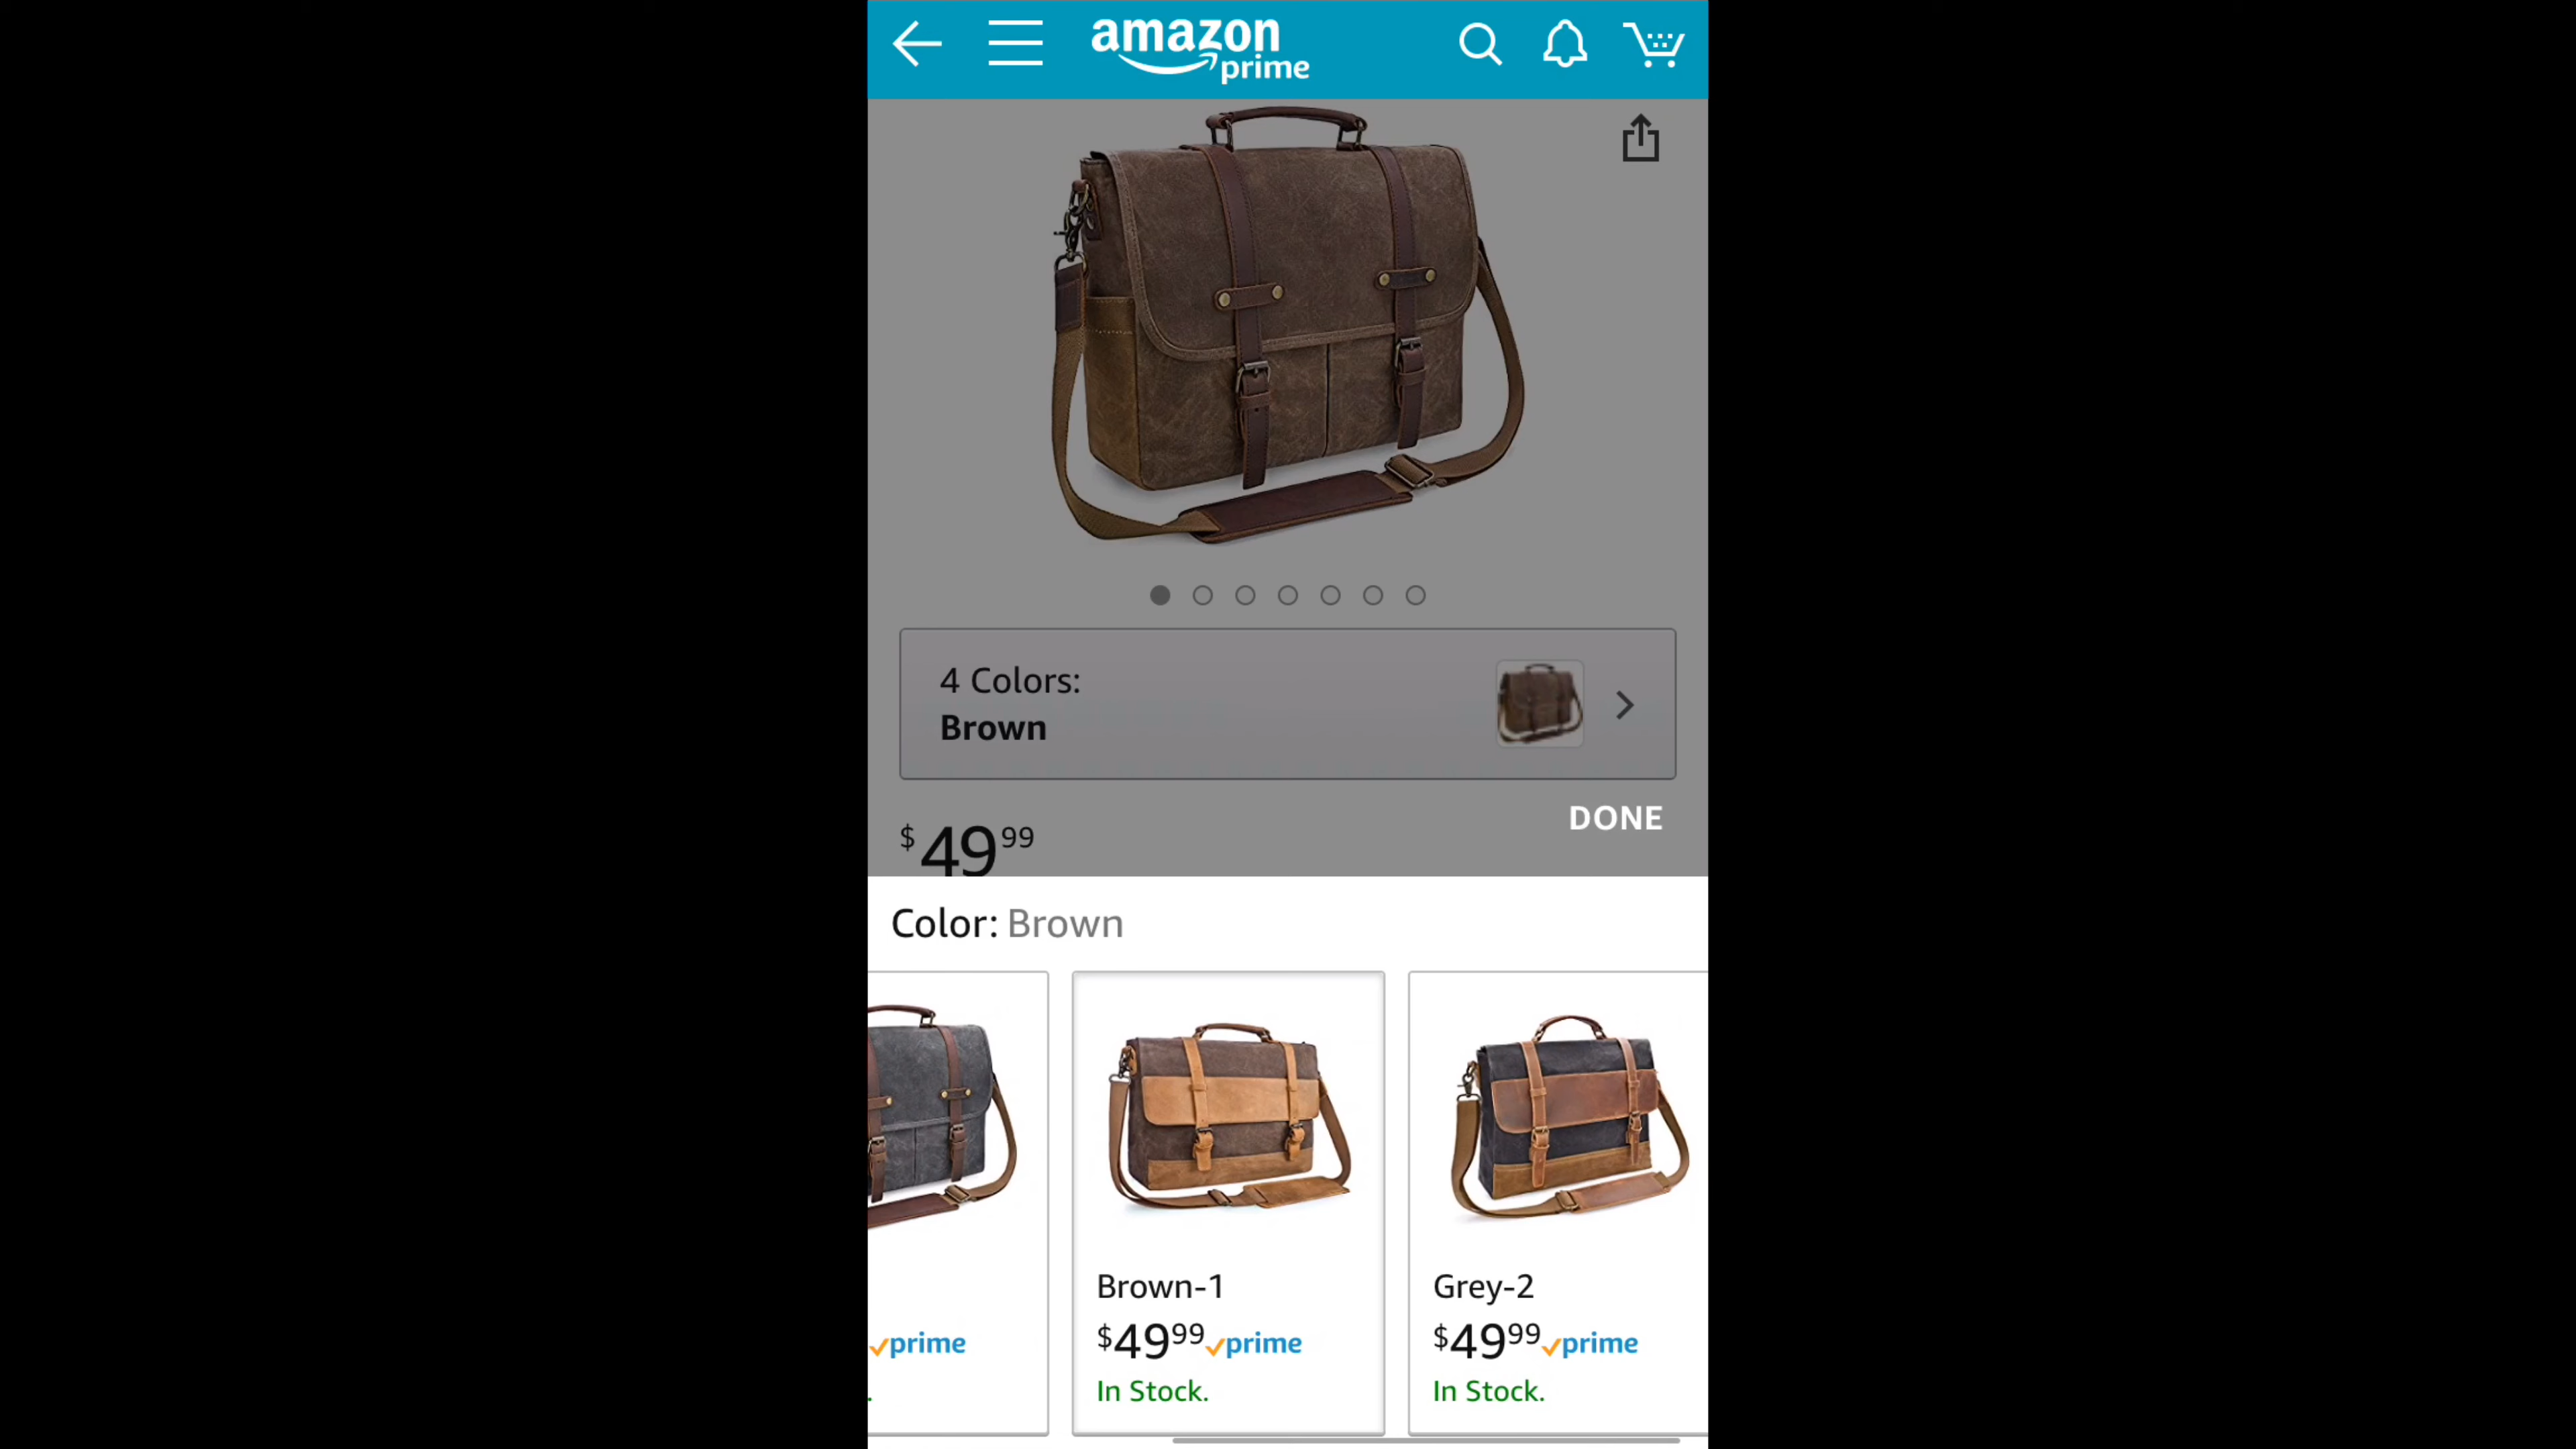 amazon
prime
4 Colors:
Brown
$49 99
DONE
Color: Brown
prime
Brown-1
$49 99 prime
In Stock.
Grey-2
$49 99 prime
In Stock.